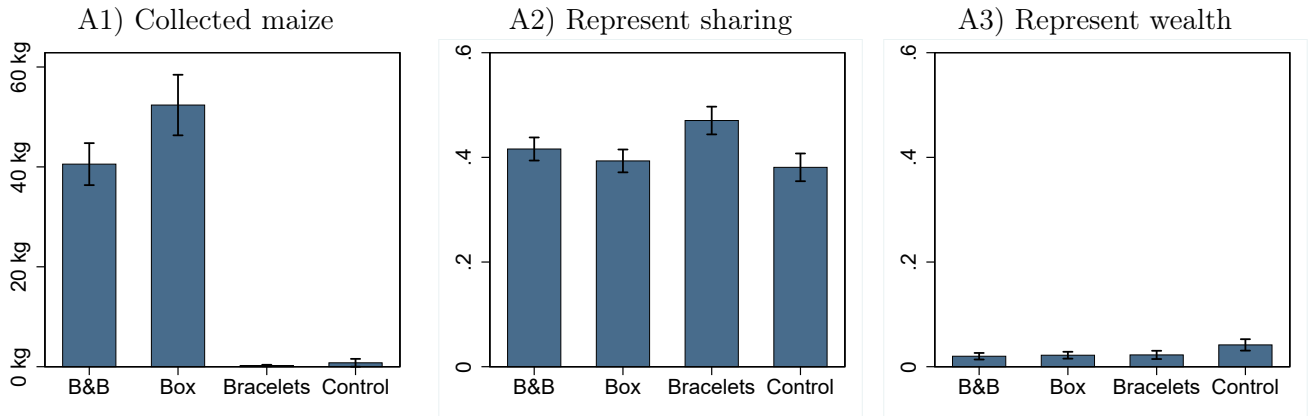 A1) Collected maize
60 kg
40 kg
20 kg
0 kg
B&B Box Bracelets Control
A2) Represent sharing
.6
.4
.2
0
B&B Box Bracelets Control
A3) Represent wealth
.6
.4
.2
0
B&B Box Bracelets Control